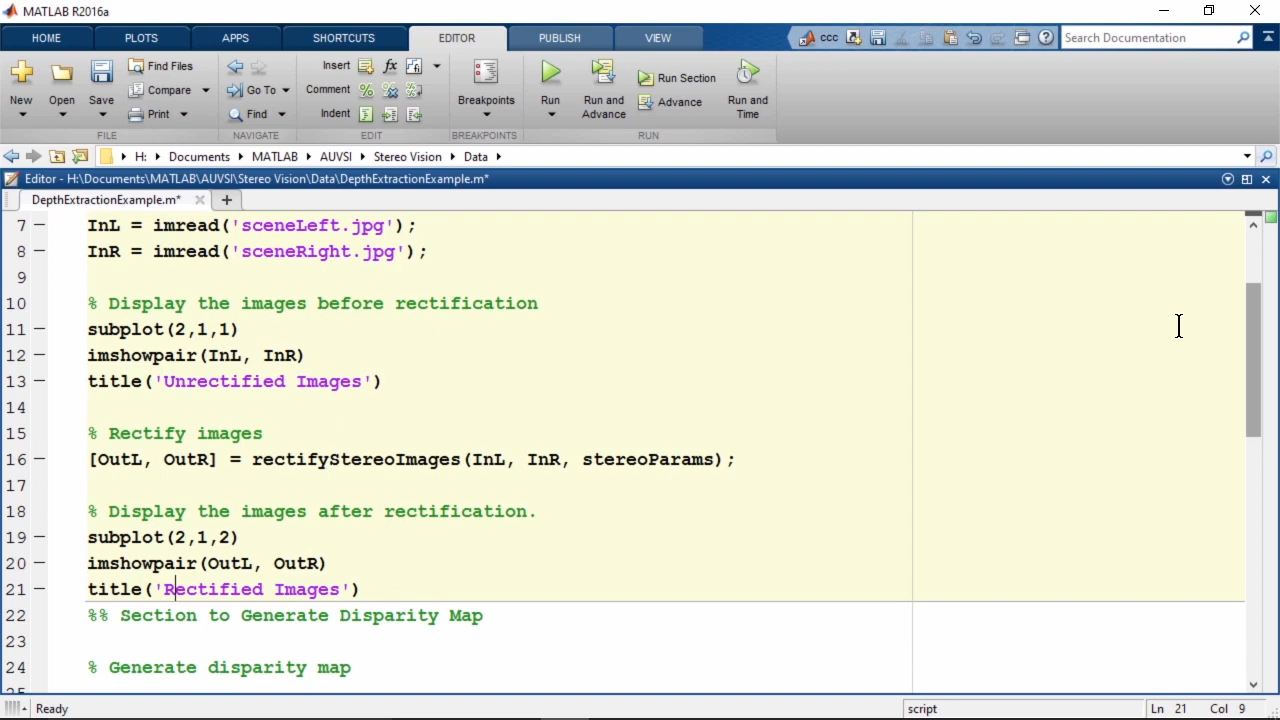 MATLAB R2016a
HOME PLOTS APPS SHORTCUTS EDITOR PUBLISH VIEW ccc Search Documentation
New Open Save Find Files Compare Print
FILE
Go To Find
NAVIGATE
Insert fx Comment Indent
EDIT
Breakpoints
BREAKPOINTS
Run Run and Advance Run Section Advance Run and Time
RUN
H: Documents MATLAB AUVSI Stereo Vision Data
Editor - H:\Documents\MATLAB\AUVSI\Stereo Vision\Data\DepthExtractionExample.m*
DepthExtractionExample.m*
7 InL = imread('sceneLeft.jpg');
8 InR = imread('sceneRight.jpg');
9
10 % Display the images before rectification
11 subplot(2,1,1)
12 imshowpair(InL, InR)
13 title('Unrectified Images')
14
15 % Rectify images
16 [OutL, OutR] = rectifyStereoImages(InL, InR, stereoParams);
17
18 % Display the images after rectification.
19 subplot(2,1,2)
20 imshowpair(OutL, OutR)
21 title('Rectified Images')
22 %% Section to Generate Disparity Map
23
24 % Generate disparity map
Ready script Ln 21 Col 9